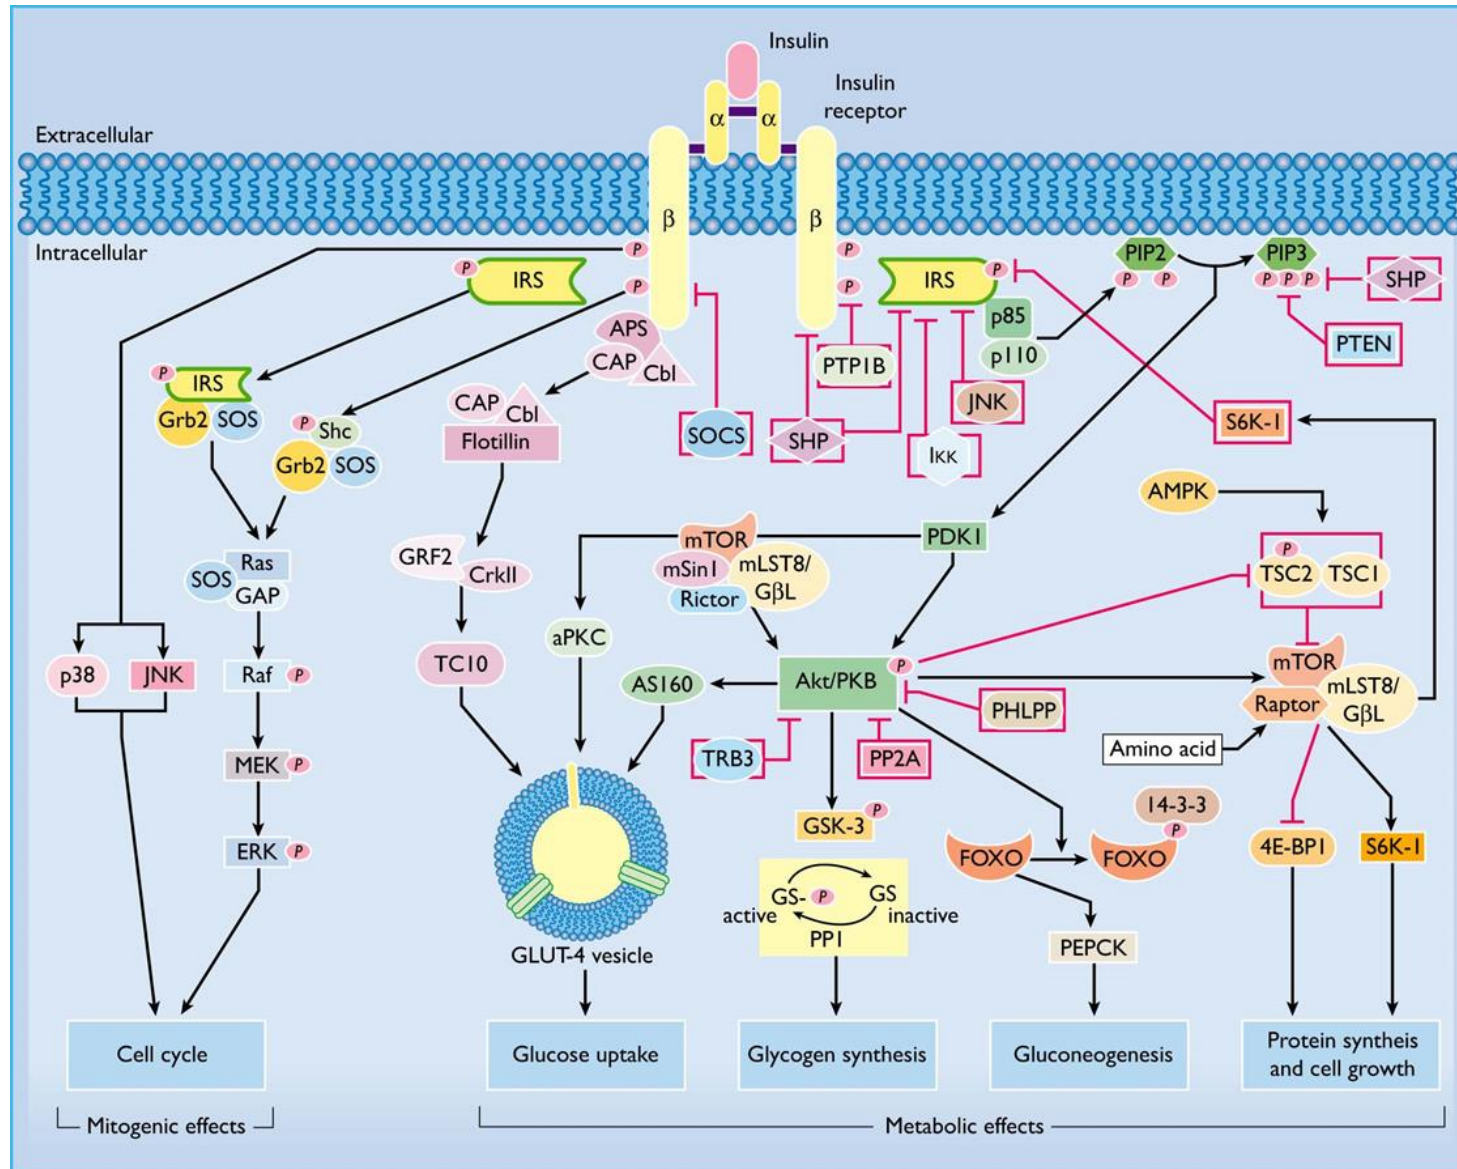 Insulin
Insulin
receptor
α
α
Extracellular
β
β
Intracellular
P
IRS
P
P
P
P
IRS
P
p85
p110
PIP2
P P
PIP3
P P P
SHP
PTEN
APS
CAP
Cbl
PTP1B
JNK
SOCS
SHP
IKK
S6K-1
P
IRS
Grb2
SOS
P
Shc
Grb2
SOS
CAP
Cbl
Flotillin
AMPK
GRF2
CrkII
mTOR
mSin1
mLST8/
GβL
Rictor
PDK1
P
TSC2
TSC1
SOS
Ras
GAP
p38
JNK
Raf
P
TC10
aPKC
AS160
Akt/PKB
P
PHLPP
mTOR
Raptor
mLST8/
GβL
Amino acid
MEK
P
TRB3
PP2A
ERK
P
GSK-3
P
FOXO
FOXO
14-3-3
P
4E-BP1
S6K-1
GS-
P
GS
active
inactive
PP1
GLUT-4 vesicle
PEPCK
Cell cycle
Glucose uptake
Glycogen synthesis
Gluconeogenesis
Protein syntheis
and cell growth
Mitogenic effects
Metabolic effects